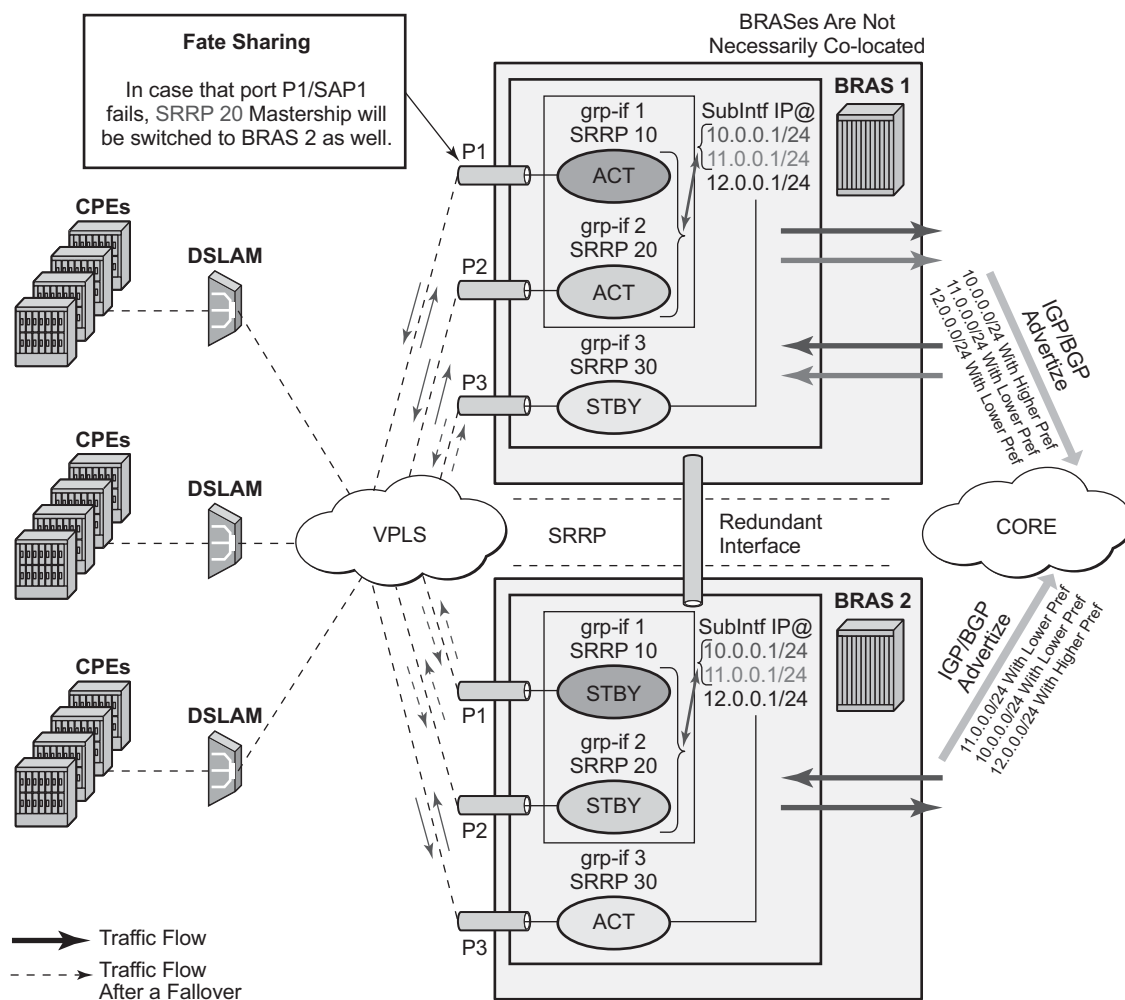 BRASes Are Not
Necessarily Co-located
Fate Sharing
In case that port P1/SAP1
fails, SRRP 20 Mastership will
be switched to BRAS 2 as well.
BRAS 1
grp-if 1
SRRP 10
ACT
SubIntf IP@
10.0.0.1/24
11.0.0.1/24
12.0.0.1/24
P1
grp-if 2
SRRP 20
ACT
P2
grp-if 3
SRRP 30
STBY
P3
CPEs
DSLAM
CPEs
DSLAM
CPEs
DSLAM
VPLS
SRRP
Redundant
Interface
IGP/BGP
Advertize
10.0.0.0/24 With Higher Pref
11.0.0.0/24 With Lower Pref
12.0.0.0/24 With Lower Pref
CORE
BRAS 2
grp-if 1
SRRP 10
STBY
SubIntf IP@
10.0.0.1/24
11.0.0.1/24
12.0.0.1/24
P1
grp-if 2
SRRP 20
STBY
P2
grp-if 3
SRRP 30
ACT
P3
IGP/BGP
Advertize
11.0.0.0/24 With Lower Pref
10.0.0.0/24 With Lower Pref
12.0.0.0/24 With Higher Pref
Traffic Flow
Traffic Flow
After a Fallover